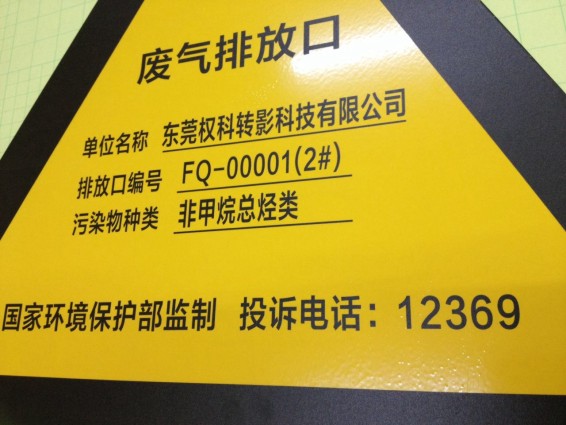 废气排放口
单位名称 东莞权科转影科技有限公司
排放口编号 FQ-00001(2#)
污染物种类 非甲烷总烃类
国家环境保护部监制 投诉电话：12369